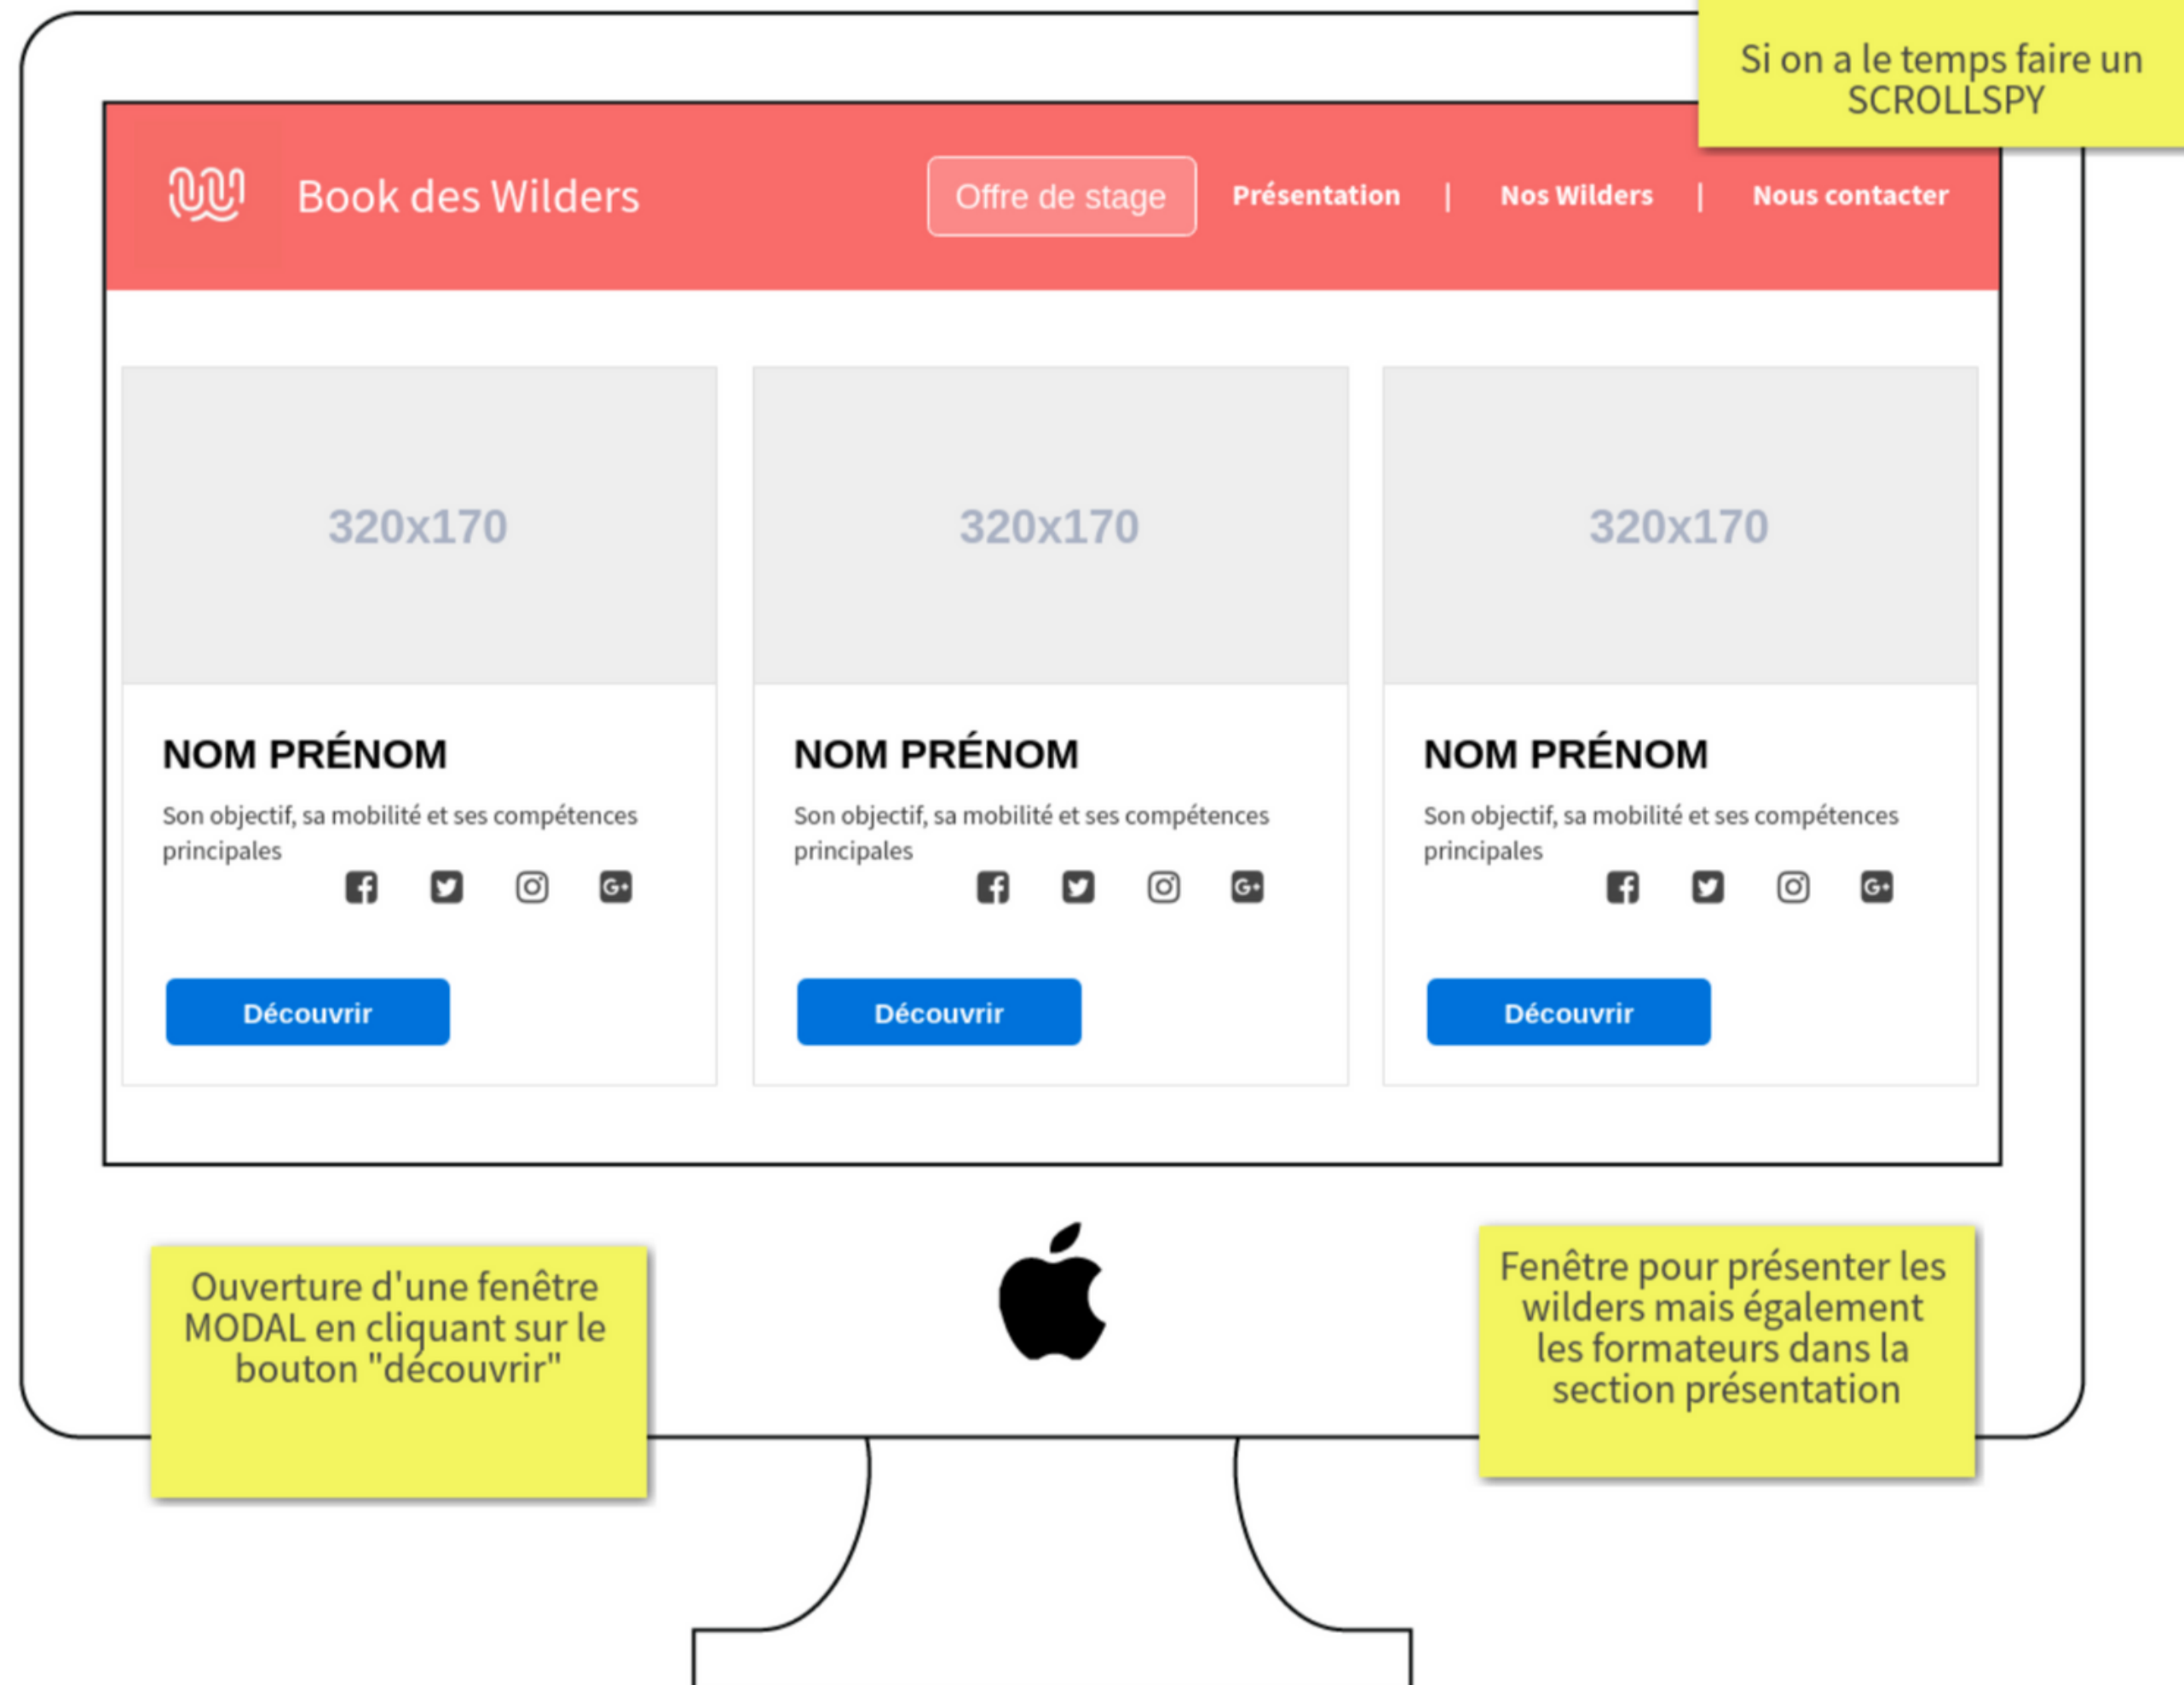 Si on a le temps faire un
SCROLLSPY
Book des Wilders
Offre de stage
Présentation | Nos Wilders | Nous contacter
320x170
320x170
320x170
NOM PRÉNOM
Son objectif, sa mobilité et ses compétences
principales
Découvrir
NOM PRÉNOM
Son objectif, sa mobilité et ses compétences
principales
Découvrir
NOM PRÉNOM
Son objectif, sa mobilité et ses compétences
principales
Découvrir
Ouverture d'une fenêtre
MODAL en cliquant sur le
bouton "découvrir"
Fenêtre pour présenter les
wilders mais également
les formateurs dans la
section présentation